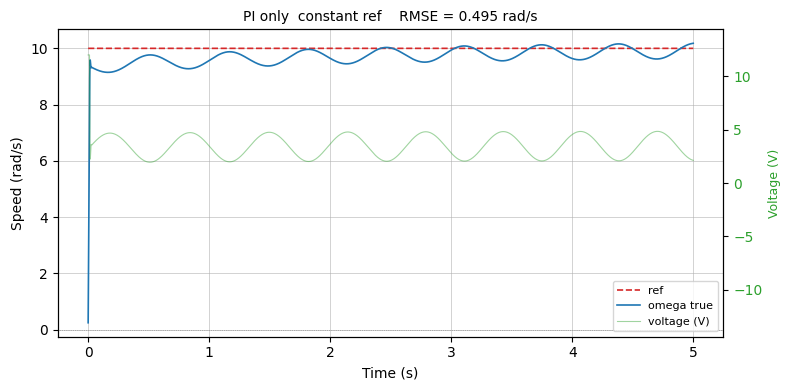 PI only  constant ref    RMSE = 0.495 rad/s
Speed (rad/s)
10
8
6
4
2
0
10
5
0
−5
−10
Voltage (V)
ref
omega true
voltage (V)
0 1 2 3 4 5
Time (s)